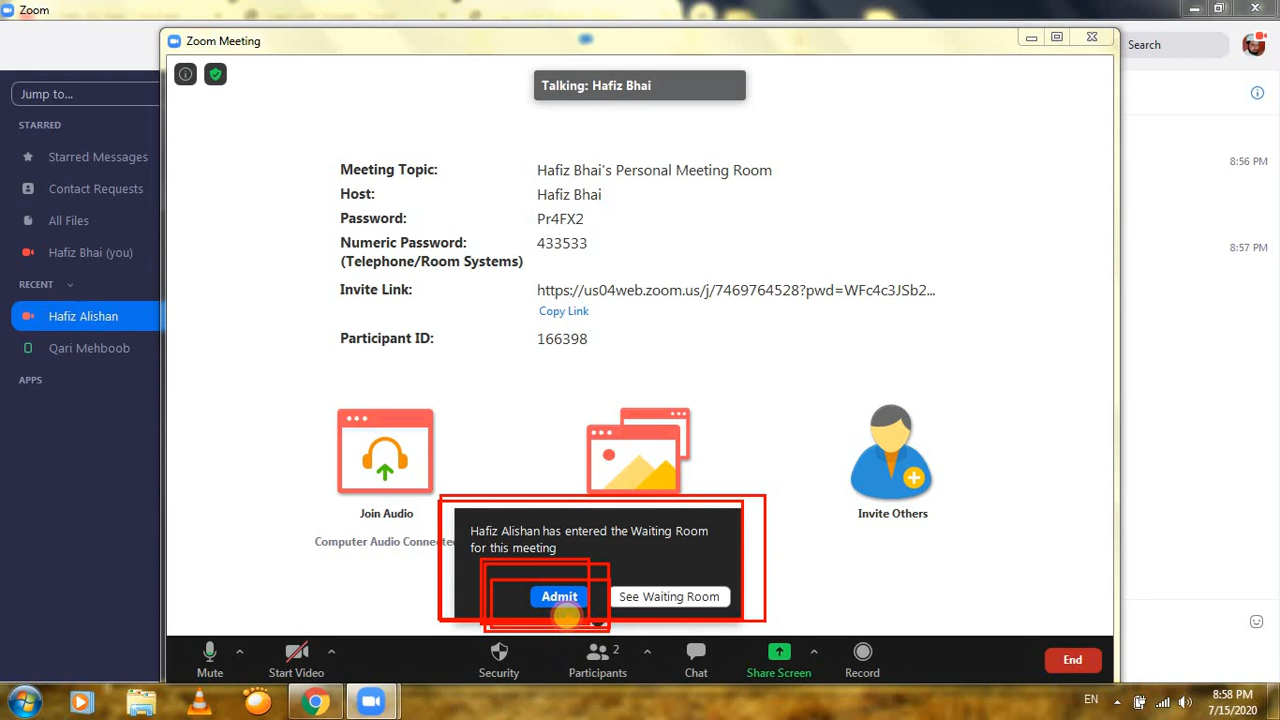 Zoom
Zoom Meeting
Search
Jump to...
Talking: Hafiz Bhai
STARRED
Starred Messages
Contact Requests
All Files
Hafiz Bhai (you)
RECENT
Hafiz Alishan
Qari Mehboob
APPS
8:56 PM
8:57 PM
Meeting Topic: Hafiz Bhai's Personal Meeting Room
Host: Hafiz Bhai
Password: Pr4FX2
Numeric Password: 433533
(Telephone/Room Systems)
Invite Link: https://us04web.zoom.us/j/7469764528?pwd=WFc4c3JSb2...
Copy Link
Participant ID: 166398
Join Audio
Invite Others
Computer Audio Connecte
Hafiz Alishan has entered the Waiting Room
for this meeting
Admit See Waiting Room
Mute Start Video Security Participants 2 Chat Share Screen Record End
EN
8:58 PM
7/15/2020